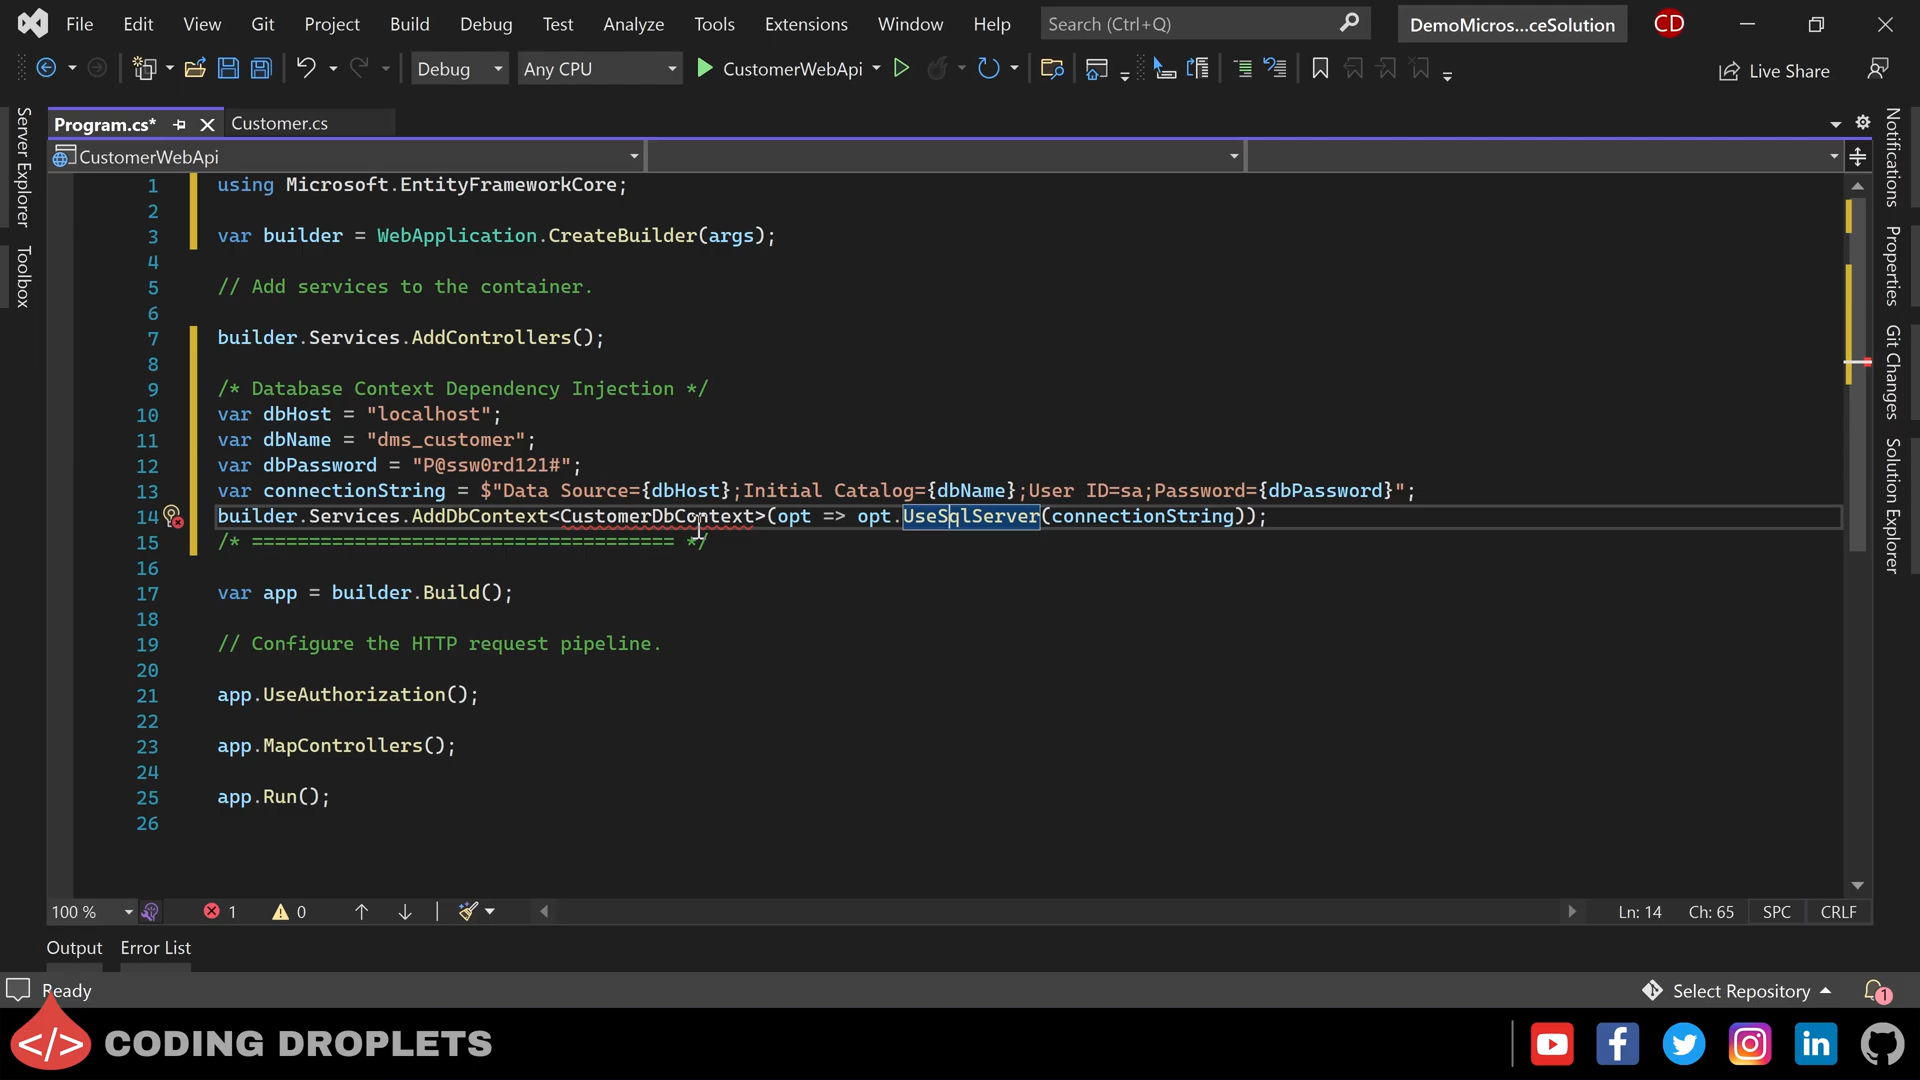 File Edit View Git Project Build Debug Test Analyze Tools Extensions Window Help Search (Ctrl+Q) DemoMicros...ceSolution CD
Debug Any CPU CustomerWebApi Live Share
Program.cs* Customer.cs
CustomerWebApi
Server Explorer
Toolbox
1 using Microsoft.EntityFrameworkCore;
2
3 var builder = WebApplication.CreateBuilder(args);
4
5 // Add services to the container.
6
7 builder.Services.AddControllers();
8
9 /* Database Context Dependency Injection */
10 var dbHost = "localhost";
11 var dbName = "dms_customer";
12 var dbPassword = "P@ssw0rd121#";
13 var connectionString = $"Data Source={dbHost};Initial Catalog={dbName};User ID=sa;Password={dbPassword}";
14 builder.Services.AddDbContext<CustomerDbContext>(opt => opt.UseSqlServer(connectionString));
15 /* ===================================== */
16
17 var app = builder.Build();
18
19 // Configure the HTTP request pipeline.
20
21 app.UseAuthorization();
22
23 app.MapControllers();
24
25 app.Run();
26
Notifications
Properties
Git Changes
Solution Explorer
100 % 1 0 Ln: 14 Ch: 65 SPC CRLF
Output Error List
Ready Select Repository 1
</> CODING DROPLETS